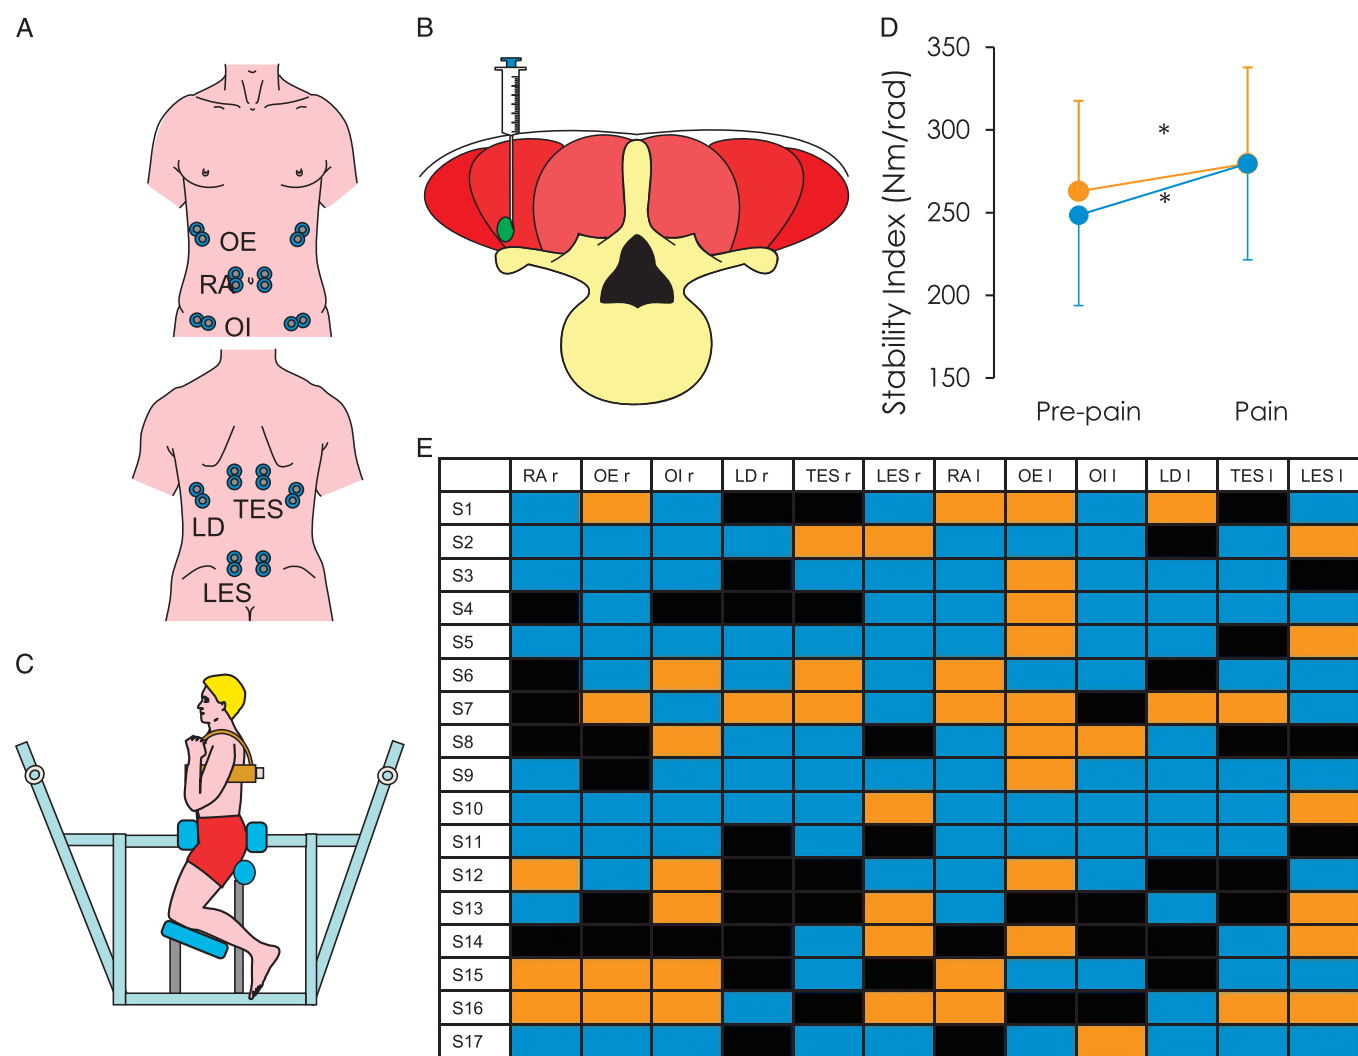 A
OE
RA
OI
TES
LD
LES
B
C
D
Stability Index (Nm/rad)
350
300
250
200
150
*
*
Pre-pain Pain
E
RA r OE r OI r LD r TES r LES r RA l OE l OI l LD l TES l LES l
S1
S2
S3
S4
S5
S6
S7
S8
S9
S10
S11
S12
S13
S14
S15
S16
S17